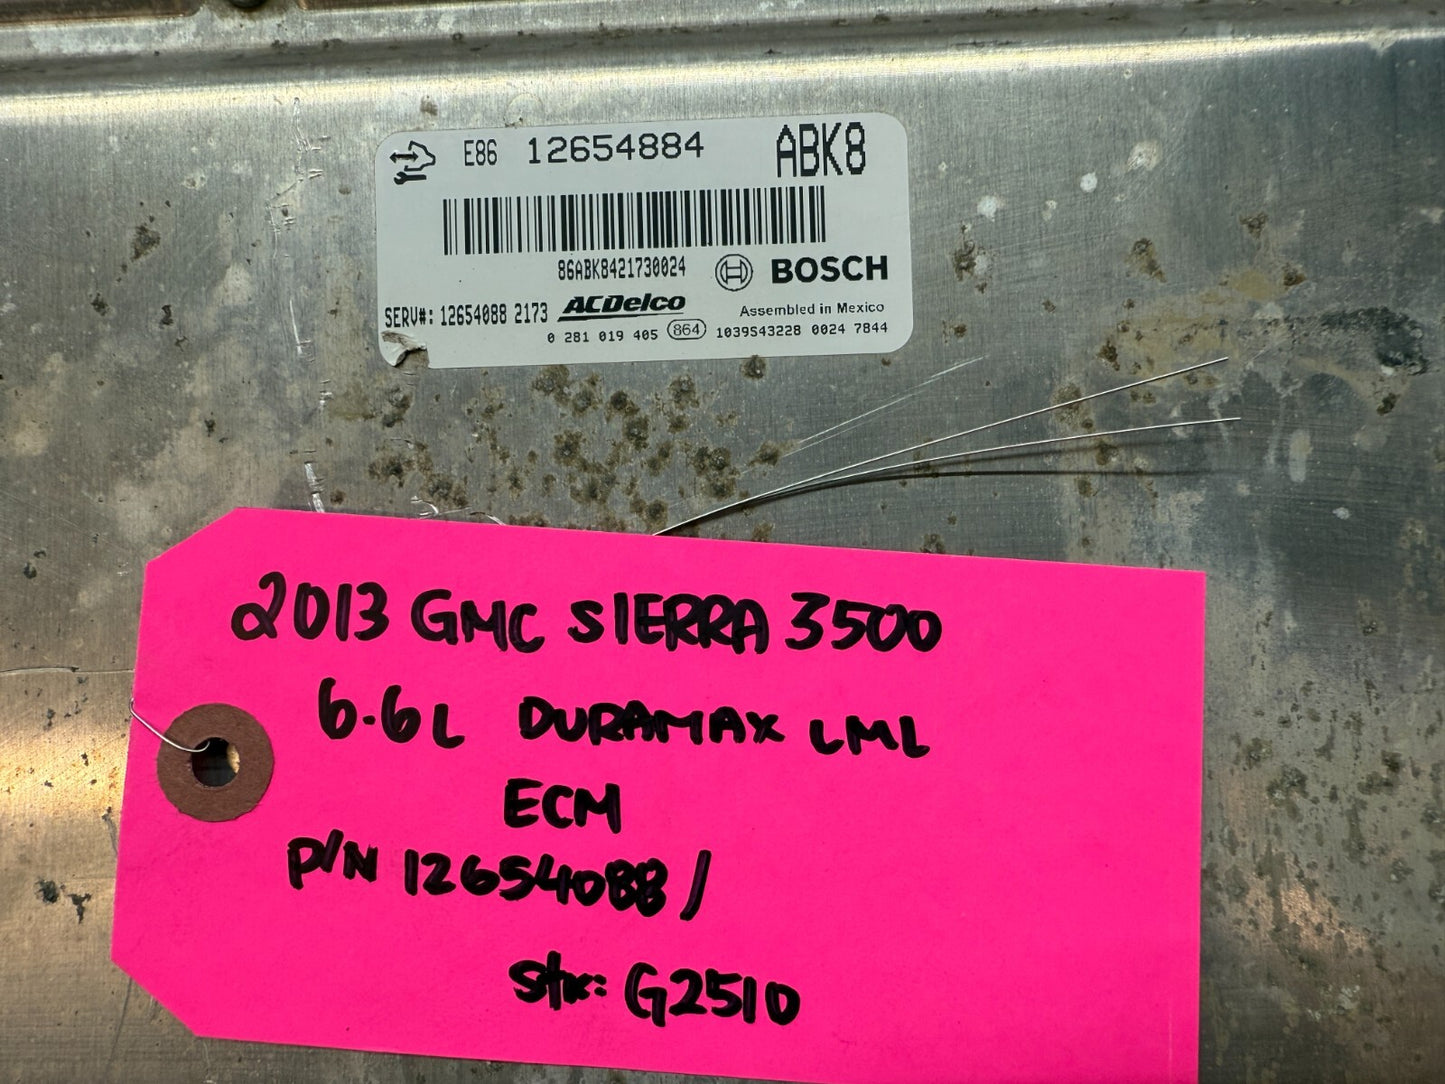 E86 12654884 ABK8
86ABK8421730024
BOSCH
SERV#: 12654088 2173 ACDelco
Assembled in Mexico
0 281 019 405 864 1039S43228 0024 7844
2013 GMC SIERRA 3500
6.6L DURAMAX LML
ECM
P/N 12654088 /
Stk: G2510